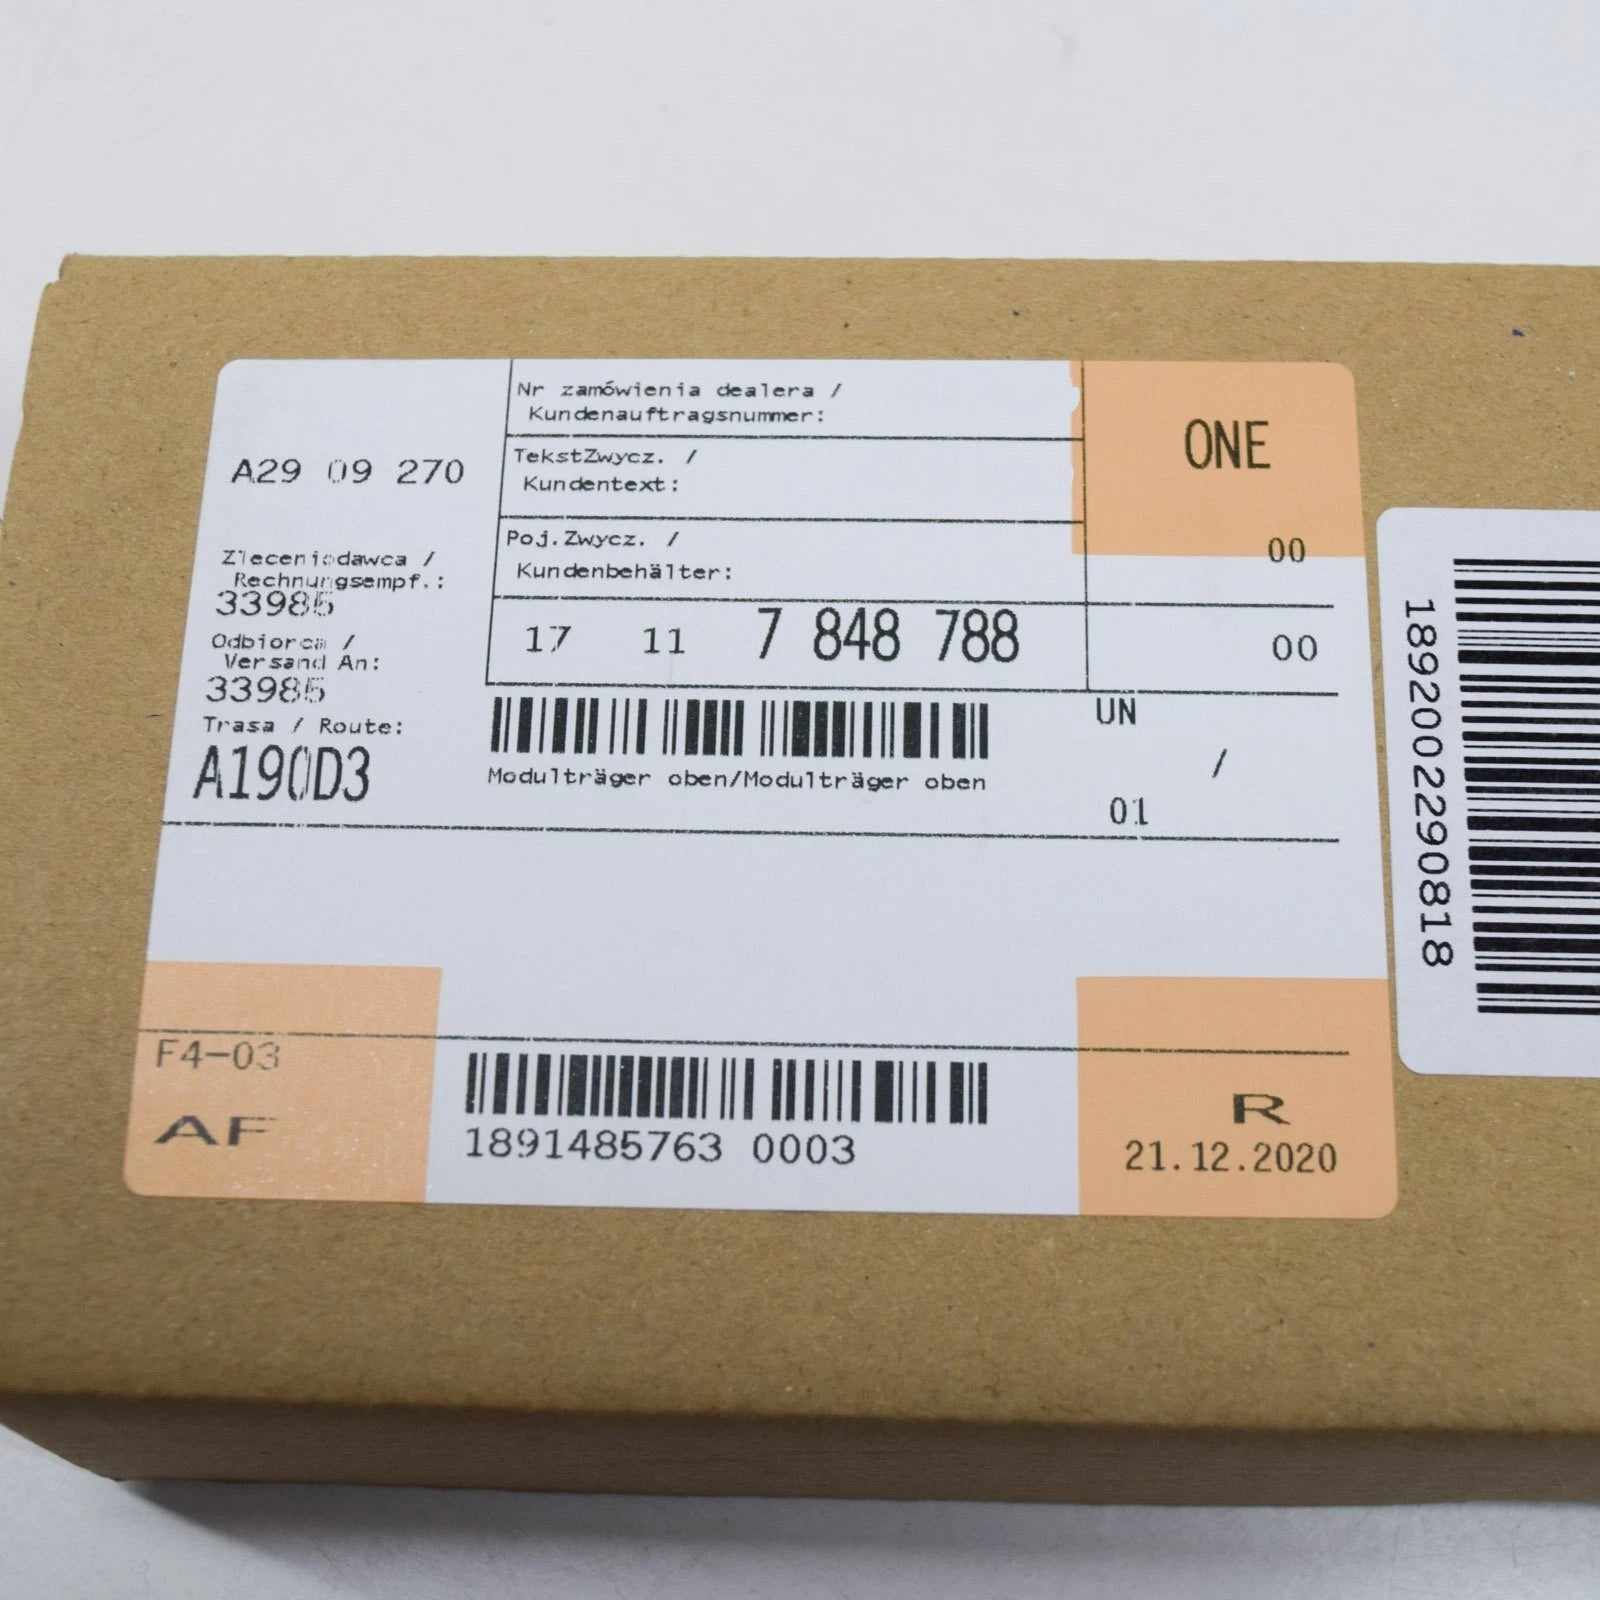 Nr zamówienia dealera /
Kundenauftragsnummer:
ONE
A29 09 270
TekstZwycz. /
Kundentext:
00
Zleceniodawca /
Rechnungsempf.:
33985
Poj.Zwycz. /
Kundenbehälter:
Odbiorca /
Versand An:
33985
17 11 7 848 788 00
Trasa / Route:
A190D3
Modulträger oben/Modulträger oben
UN
/
01
F4-03
AF
1891485763 0003
R
21.12.2020
1892002290818